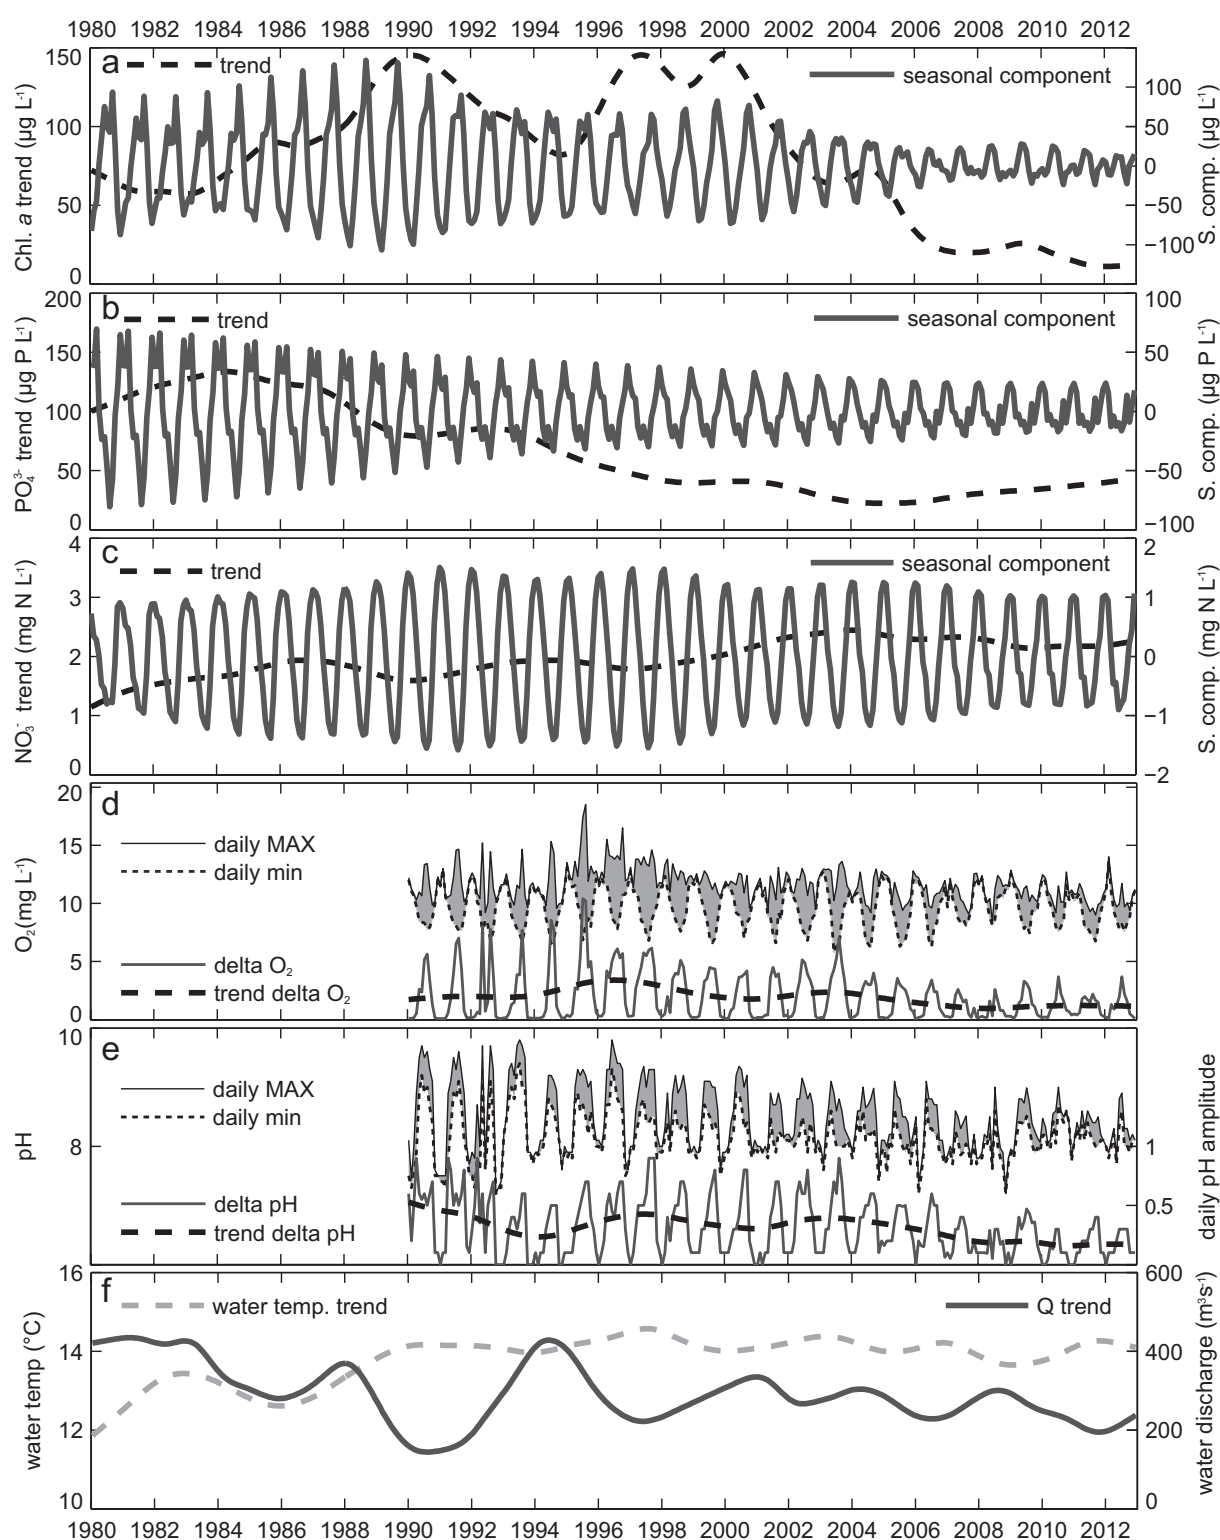 1980 1982 1984 1986 1988 1990 1992 1994 1996 1998 2000 2002 2004 2006 2008 2010 2012
a trend seasonal component
Chl. a trend (µg L⁻¹)
150
100
50
0
S. comp. (µg L⁻¹)
100
50
0
−50
−100
b trend seasonal component
PO₄³⁻ trend (µg P L⁻¹)
200
150
100
50
0
S. comp. (µg P L⁻¹)
100
50
0
−50
−100
c trend seasonal component
NO₃⁻ trend (mg N L⁻¹)
4
3
2
1
0
S. comp. (mg N L⁻¹)
2
1
0
−1
−2
d
daily MAX
daily min
delta O₂
trend delta O₂
O₂(mg L⁻¹)
20
15
10
5
0
e
daily MAX
daily min
delta pH
trend delta pH
pH
10
8
daily pH amplitude
1
0.5
f water temp. trend Q trend
water temp (°C)
16
14
12
10
water discharge (m³s⁻¹)
600
400
200
0
1980 1982 1984 1986 1988 1990 1992 1994 1996 1998 2000 2002 2004 2006 2008 2010 2012